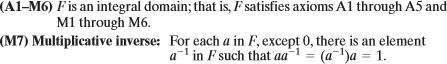 (A1–M6) F is an integral domain; that is, F satisfies axioms A1 through A5 and
M1 through M6.
(M7) Multiplicative inverse: For each a in F, except 0, there is an element
a⁻¹ in F such that aa⁻¹ = (a⁻¹)a = 1.